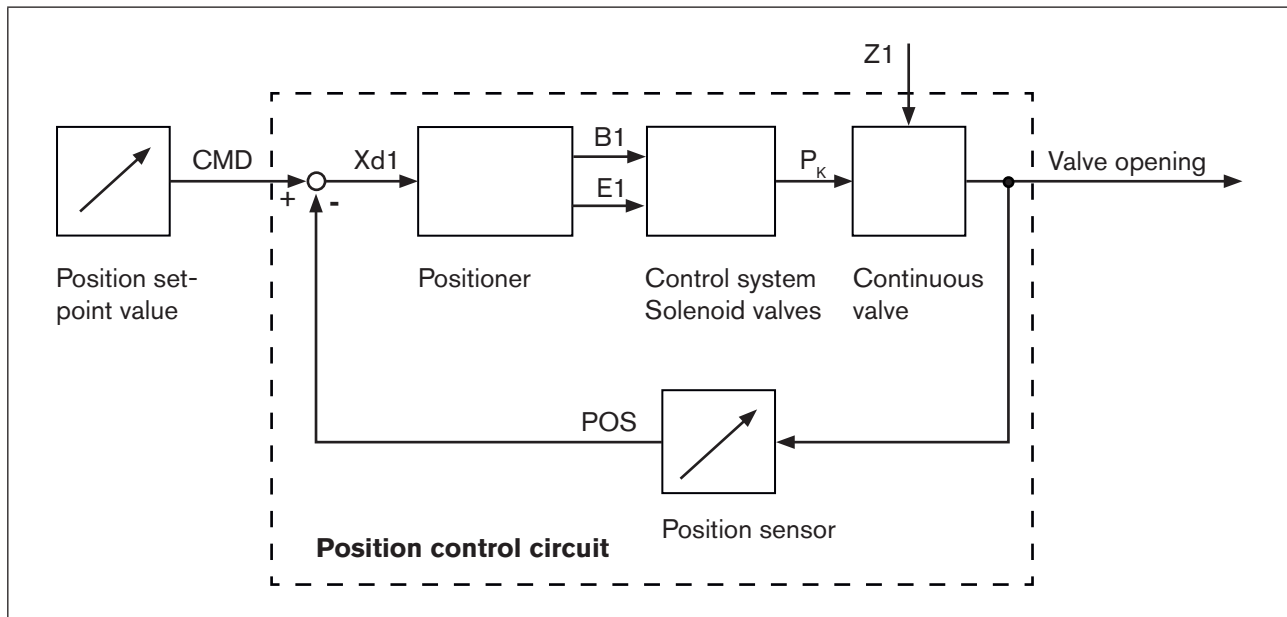 Z1
CMD
+
-
Xd1
B1
E1
PK
Valve opening
Position set-
point value
Positioner
Control system
Solenoid valves
Continuous
valve
POS
Position sensor
Position control circuit